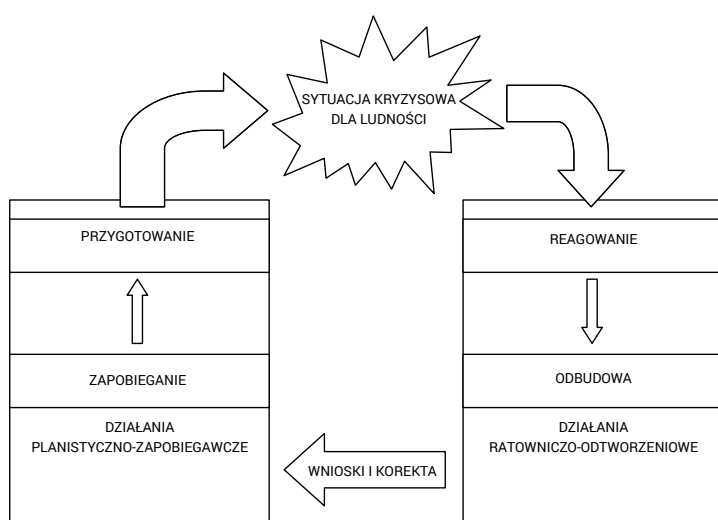 SYTUACJA KRYZYSOWA
DLA LUDNOŚCI
PRZYGOTOWANIE
ZAPOBIEGANIE
DZIAŁANIA
PLANISTYCZNO-ZAPOBIEGAWCZE
REAGOWANIE
ODBUDOWA
DZIAŁANIA
RATOWNICZO-ODTWORZENIOWE
WNIOSKI I KOREKTA